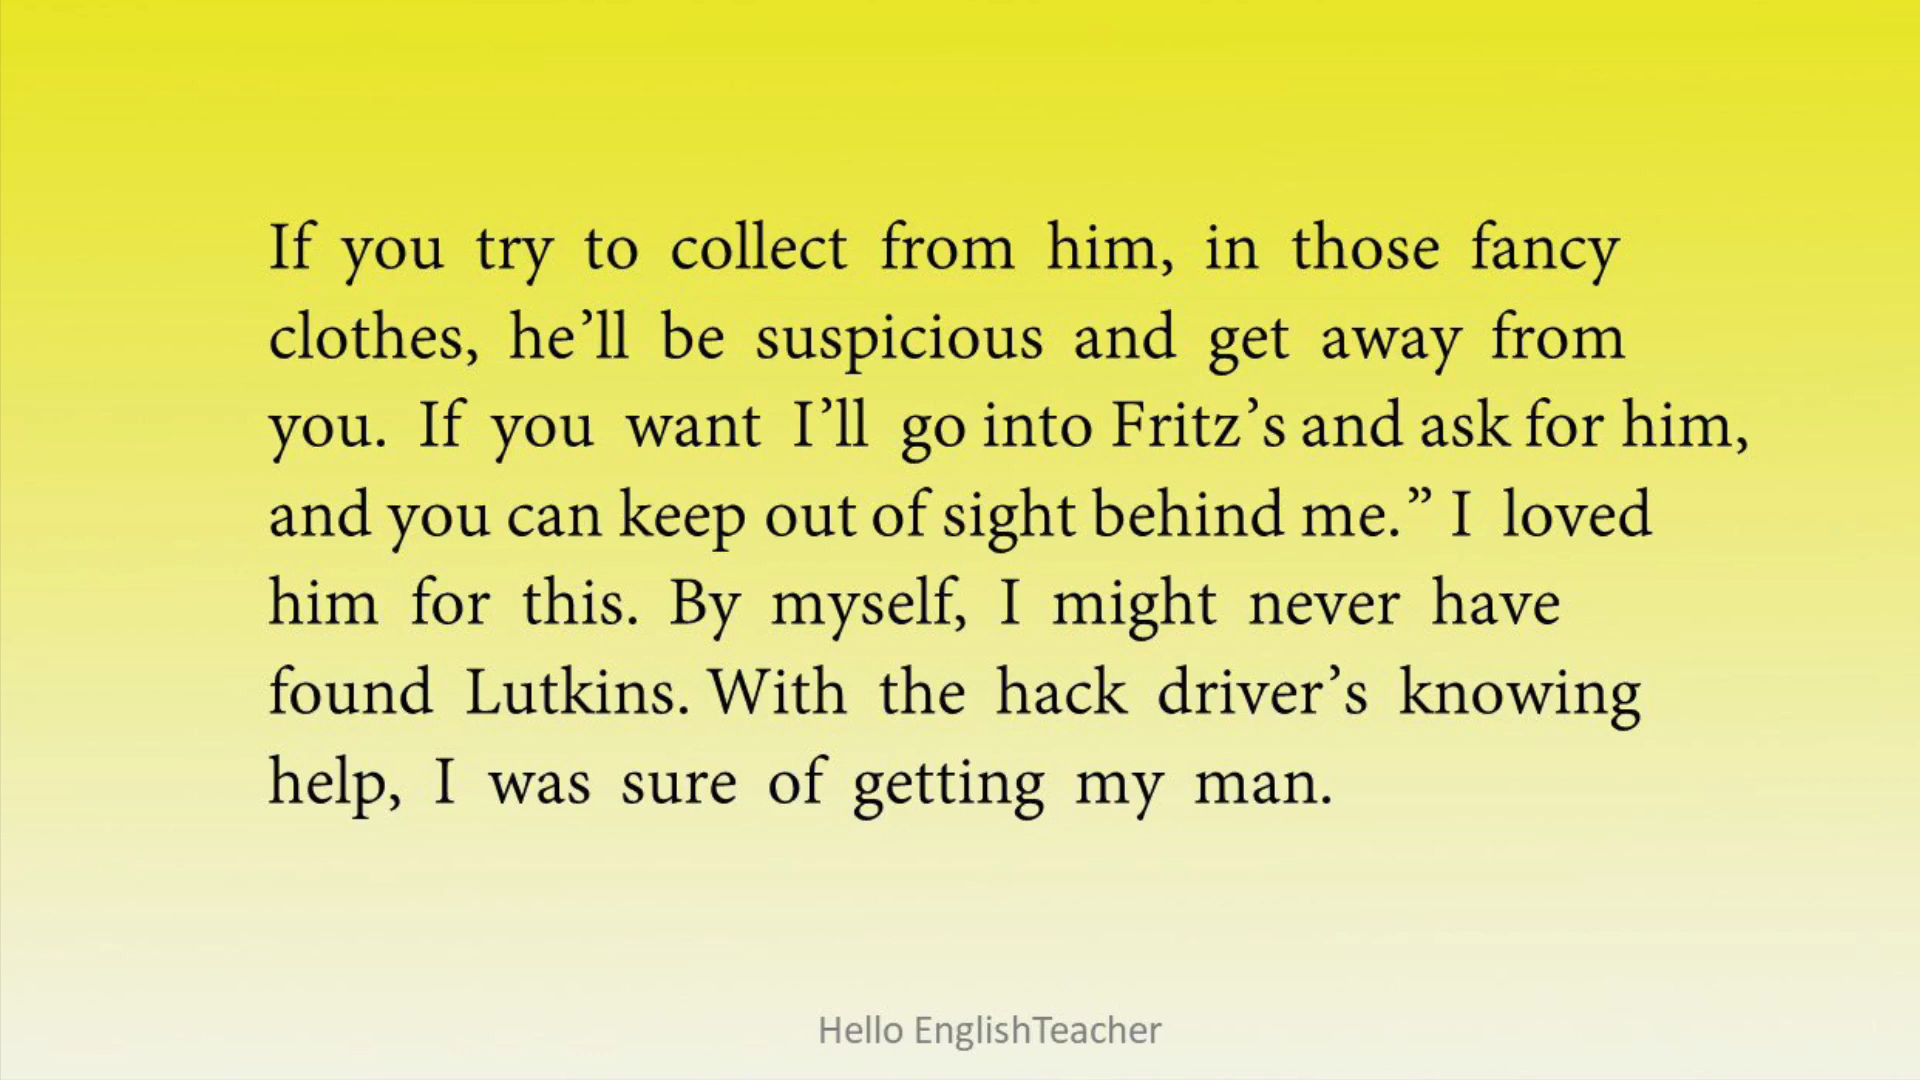 If you try to collect from him, in those fancy
clothes, he’ll be suspicious and get away from
you. If you want I’ll go into Fritz’s and ask for him,
and you can keep out of sight behind me.” I loved
him for this. By myself, I might never have
found Lutkins. With the hack driver’s knowing
help, I was sure of getting my man.
Hello EnglishTeacher